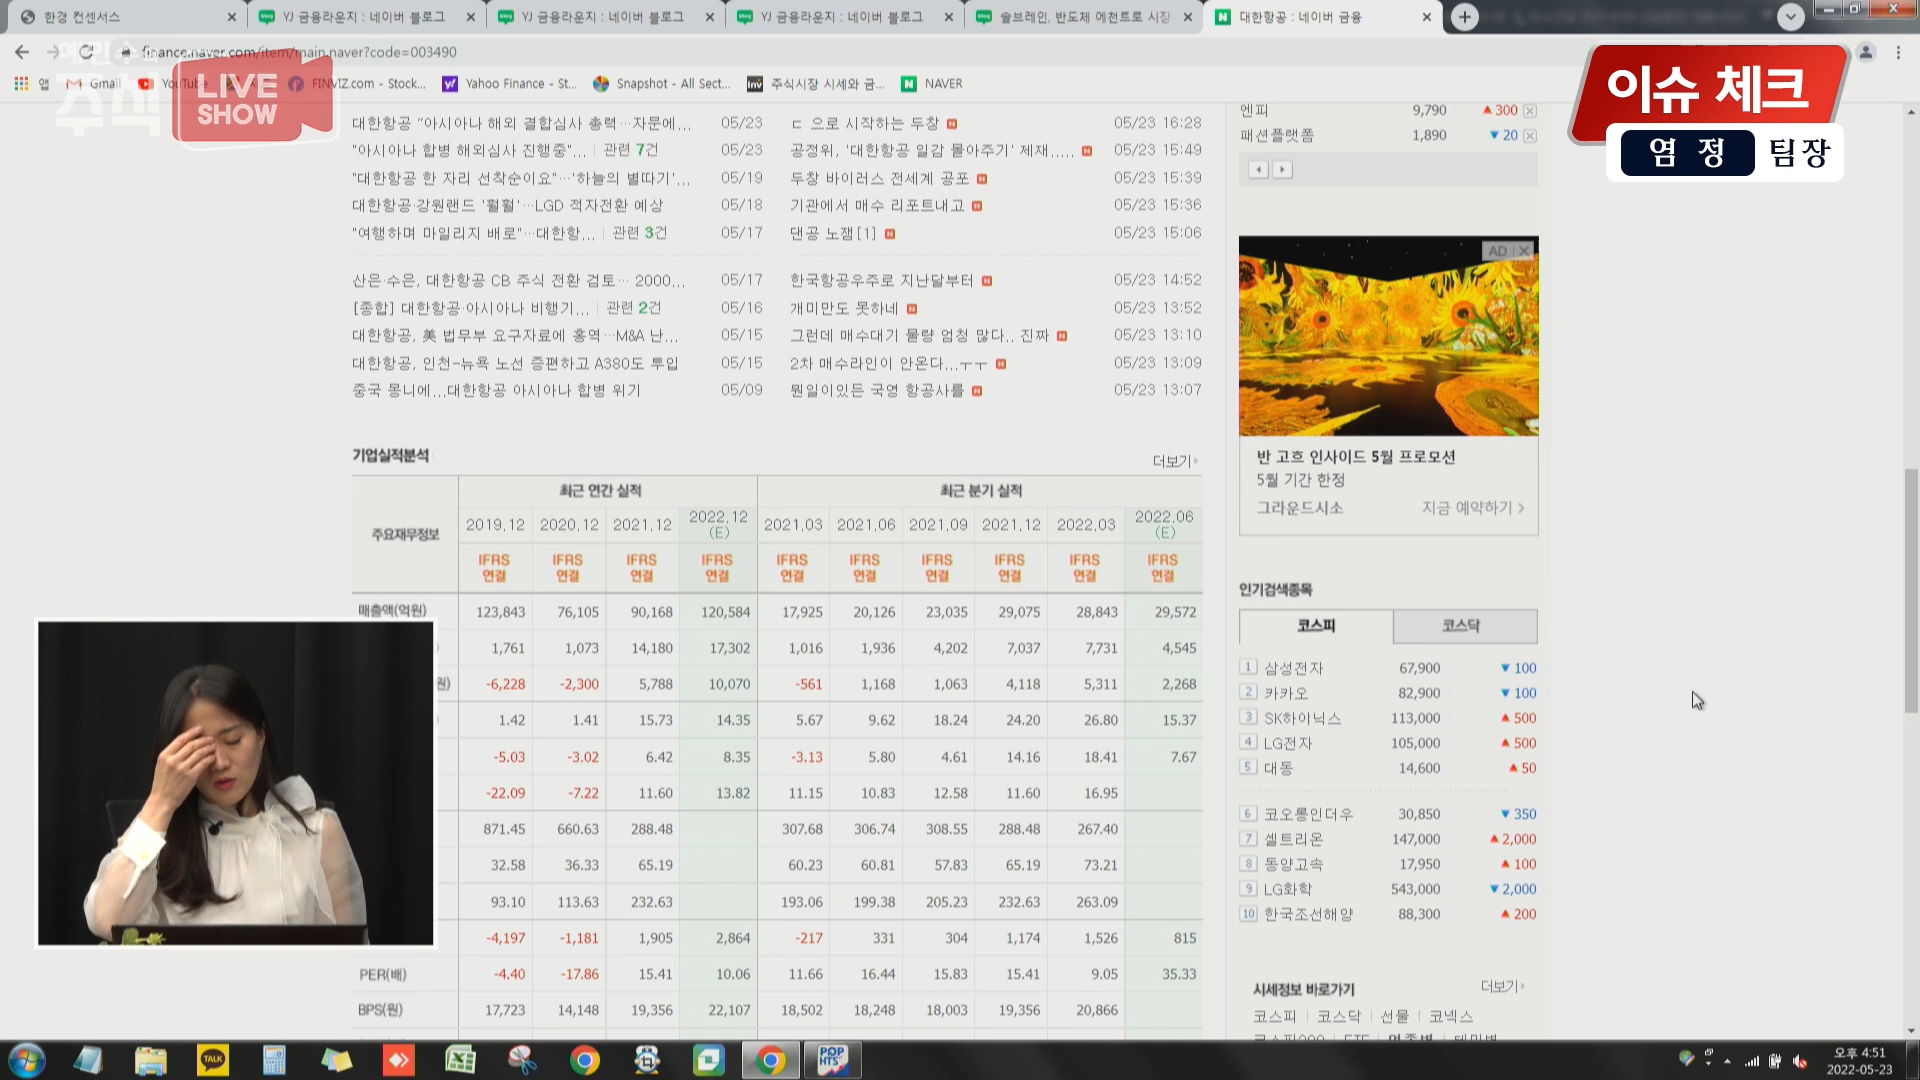 한경 컨센서스
YJ 금융라운지 : 네이버 블로그
YJ 금융라운지 : 네이버 블로그
YJ 금융라운지 : 네이버 블로그
솔브레인, 반도체 에천트로 시장
대한항공 : 네이버 금융
finance.naver.com/item/main.naver?code=003490
앱
Gmail
YouTube
FINVIZ.com - Stock...
Yahoo Finance - St...
Snapshot - All Sect...
주식시장 시세와 금...
NAVER
주식
LIVE
SHOW
이슈 체크
염 정 팀장
대한항공 "아시아나 해외 결합심사 총력…자문에... 05/23
"아시아나 합병 해외심사 진행중"... 관련 7건 05/23
"대한항공 한 자리 선착순이요"…'하늘의 별따기'... 05/19
대한항공·강원랜드 '훨훨'…LGD 적자전환 예상 05/18
"여행하며 마일리지 배로"…대한항... 관련 3건 05/17
산은·수은, 대한항공 CB 주식 전환 검토… 2000... 05/17
[종합] 대한항공·아시아나 비행기... 관련 2건 05/16
대한항공, 美 법무부 요구자료에 홍역…M&A 난... 05/15
대한항공, 인천-뉴욕 노선 증편하고 A380도 투입 05/15
중국 몽니에...대한항공 아시아나 합병 위기 05/09
ㄷ 으로 시작하는 두창 N 05/23 16:28
공정위, '대한항공 일감 몰아주기' 제재..... N 05/23 15:49
두창 바이러스 전세계 공포 N 05/23 15:39
기관에서 매수 리포트내고 N 05/23 15:36
댄공 노잼[1] N 05/23 15:06
한국항공우주로 지난달부터 N 05/23 14:52
개미만도 못하네 N 05/23 13:52
그런데 매수대기 물량 엄청 많다.. 진짜 N 05/23 13:10
2차 매수라인이 안온다...ㅜㅜ N 05/23 13:09
뭔일이있든 국영 항공사를 N 05/23 13:07
엔피 9,790 ▲300
패션플랫폼 1,890 ▼20
AD X
반 고흐 인사이드 5월 프로모션
5월 기간 한정
그라운드시소 지금 예약하기 >
기업실적분석 더보기
주요재무정보 최근 연간 실적 최근 분기 실적
2019.12 2020.12 2021.12 2022.12 (E) 2021.03 2021.06 2021.09 2021.12 2022.03 2022.06 (E)
IFRS IFRS IFRS IFRS IFRS IFRS IFRS IFRS IFRS IFRS
연결 연결 연결 연결 연결 연결 연결 연결 연결 연결
매출액(억원) 123,843 76,105 90,168 120,584 17,925 20,126 23,035 29,075 28,843 29,572
1,761 1,073 14,180 17,302 1,016 1,936 4,202 7,037 7,731 4,545
원) -6,228 -2,300 5,788 10,070 -561 1,168 1,063 4,118 5,311 2,268
1.42 1.41 15.73 14.35 5.67 9.62 18.24 24.20 26.80 15.37
-5.03 -3.02 6.42 8.35 -3.13 5.80 4.61 14.16 18.41 7.67
-22.09 -7.22 11.60 13.82 11.15 10.83 12.58 11.60 16.95
871.45 660.63 288.48 307.68 306.74 308.55 288.48 267.40
32.58 36.33 65.19 60.23 60.81 57.83 65.19 73.21
93.10 113.63 232.63 193.06 199.38 205.23 232.63 263.09
-4,197 -1,181 1,905 2,864 -217 331 304 1,174 1,526 815
PER(배) -4.40 -17.86 15.41 10.06 11.66 16.44 15.83 15.41 9.05 35.33
BPS(원) 17,723 14,148 19,356 22,107 18,502 18,248 18,003 19,356 20,866
인기검색종목
코스피 코스닥
1 삼성전자 67,900 ▼100
2 카카오 82,900 ▼100
3 SK하이닉스 113,000 ▲500
4 LG전자 105,000 ▲500
5 대동 14,600 ▲50
6 코오롱인더우 30,850 ▼350
7 셀트리온 147,000 ▲2,000
8 동양고속 17,950 ▲100
9 LG화학 543,000 ▼2,000
10 한국조선해양 88,300 ▲200
시세정보 바로가기 더보기
코스피 코스닥 선물 코넥스
TALK
POP
HTS
오후 4:51
2022-05-23